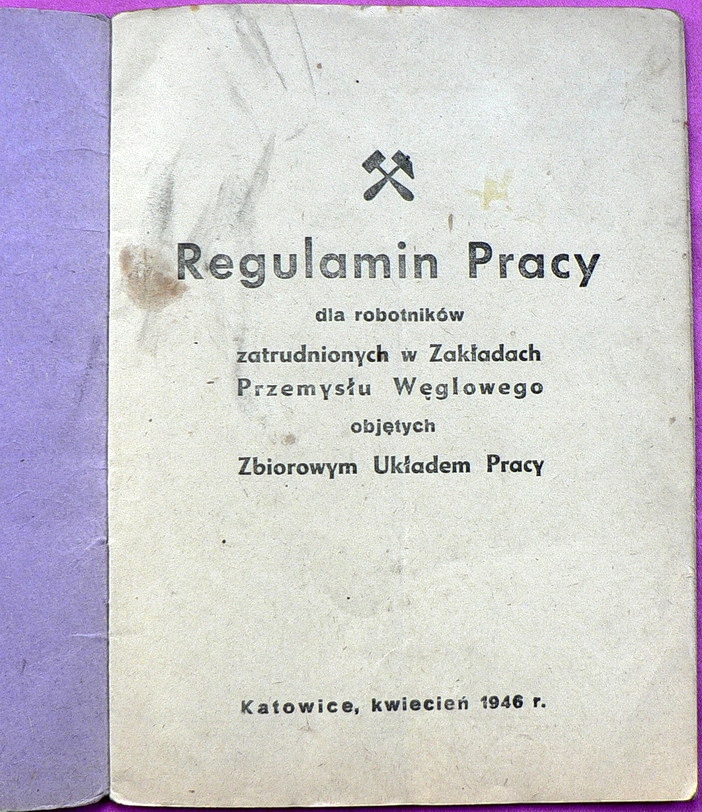 Regulamin Pracy
dla robotników
zatrudnionych w Zakładach
Przemysłu Węglowego
objętych
Zbiorowym Układem Pracy
Katowice, kwiecień 1946 r.